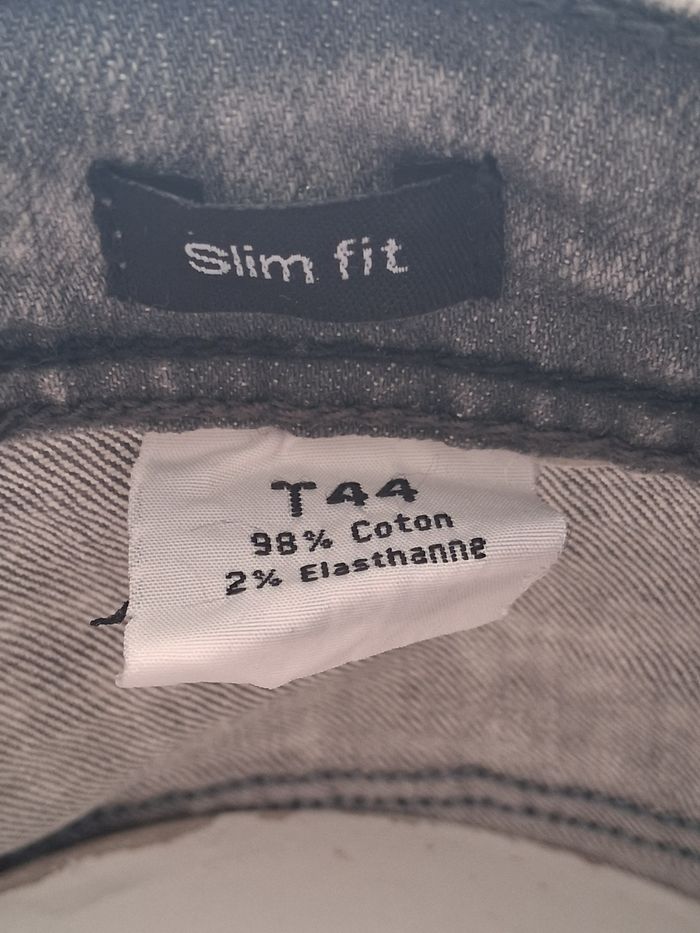 Slim fit
T44
98% Coton
2% Elasthanne